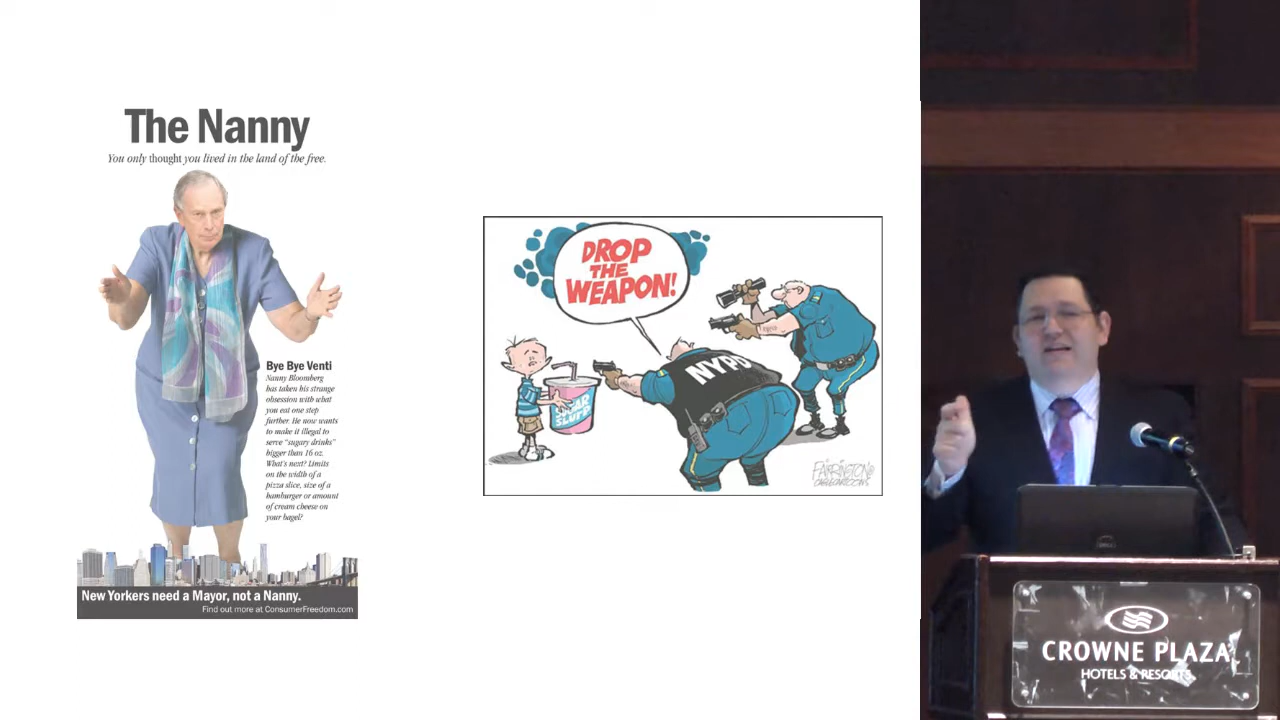 The Nanny
You only thought you lived in the land of the free.
Bye Bye Venti
Nanny Bloomberg
has taken his strange
obsession with what
you eat one step
further. He now wants
to make it illegal to
serve "sugary drinks"
bigger than 16 oz.
What's next? Limits
on the width of a
pizza slice, size of a
hamburger or amount
of cream cheese on
your bagel?
New Yorkers need a Mayor, not a Nanny.
Find out more at ConsumerFreedom.com
DROP
THE
WEAPON!
NYPD
SUGAR
SLURP
FARRINGTON
CAGLECARTOONS
CROWNE PLAZA
HOTELS & RESORTS